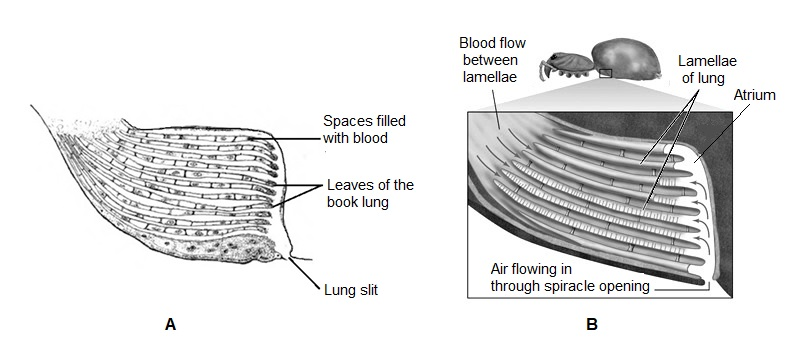 Spaces filled
with blood
Leaves of the
book lung
Lung slit
A
Blood flow
between
lamellae
Lamellae
of lung
Atrium
Air flowing in
through spiracle opening
B